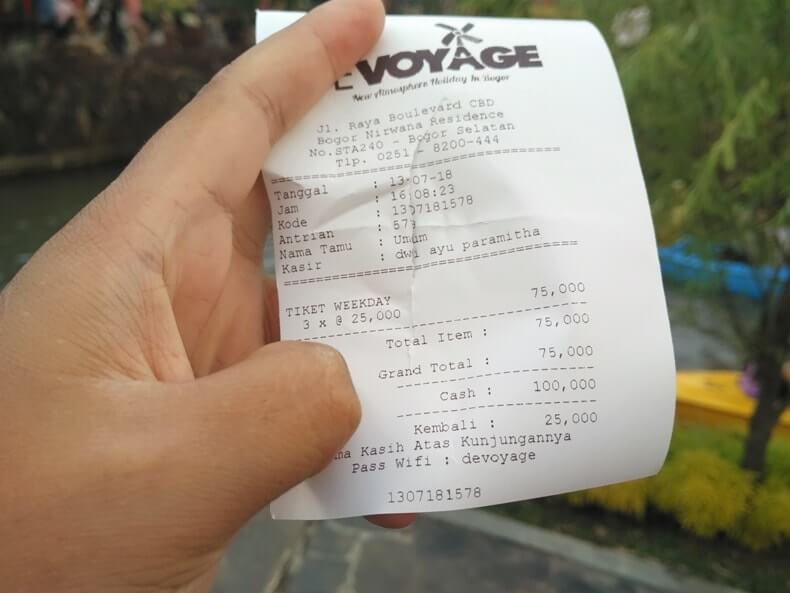 VOYAGE
New Atmosphere Holiday In Bogor
Jl. Raya Boulevard CBD
Bogor Nirwana Residence
No.STA240 - Bogor Selatan
Tlp. 0251 - 8200-444
Tanggal : 13-07-18
Jam : 16:08:23
Kode : 1307181578
Antrian : 579
Nama Tamu : Umum
Kasir : dwi ayu paramitha
TIKET WEEKDAY
3 x @ 25,000 75,000
Total Item : 75,000
Grand Total : 75,000
Cash : 100,000
Kembali : 25,000
Kasih Atas Kunjungannya
Pass Wifi : devoyage
1307181578